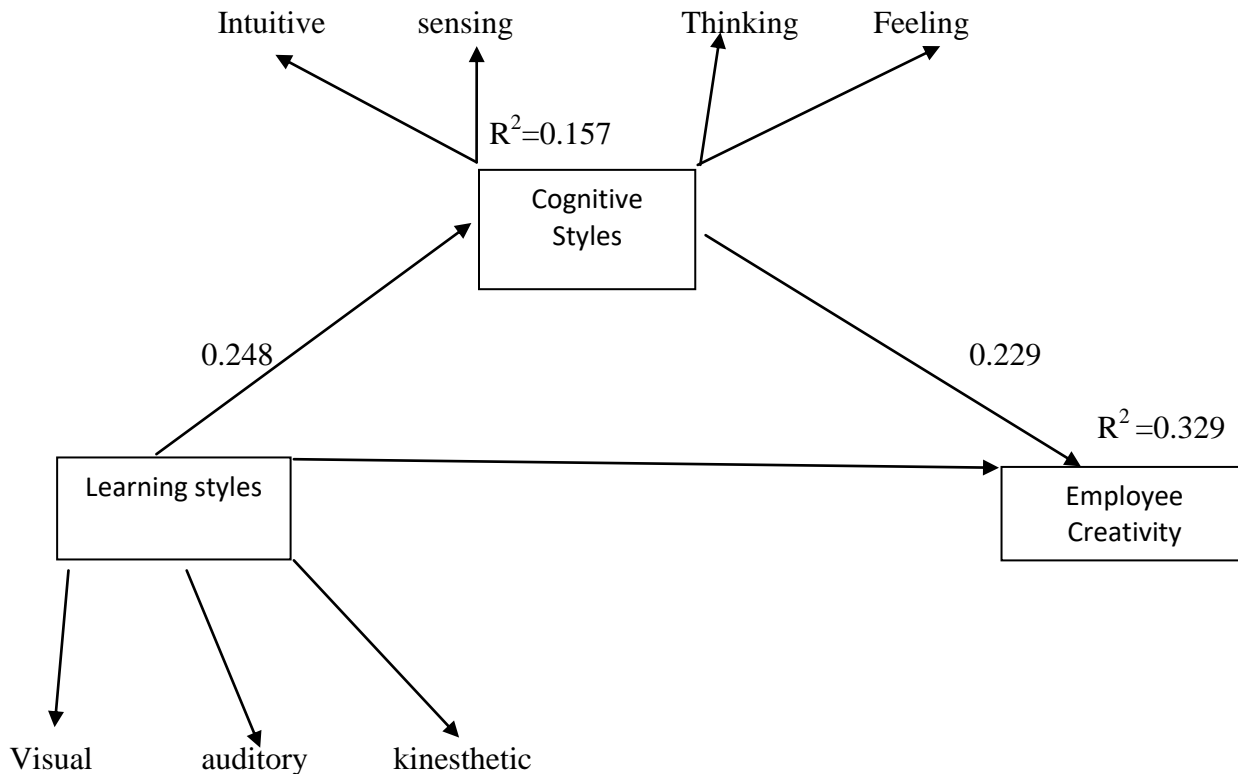 Intuitive sensing Thinking Feeling
R²=0.157
Cognitive
Styles
0.248 0.229
R² =0.329
Learning styles
Employee
Creativity
Visual auditory kinesthetic